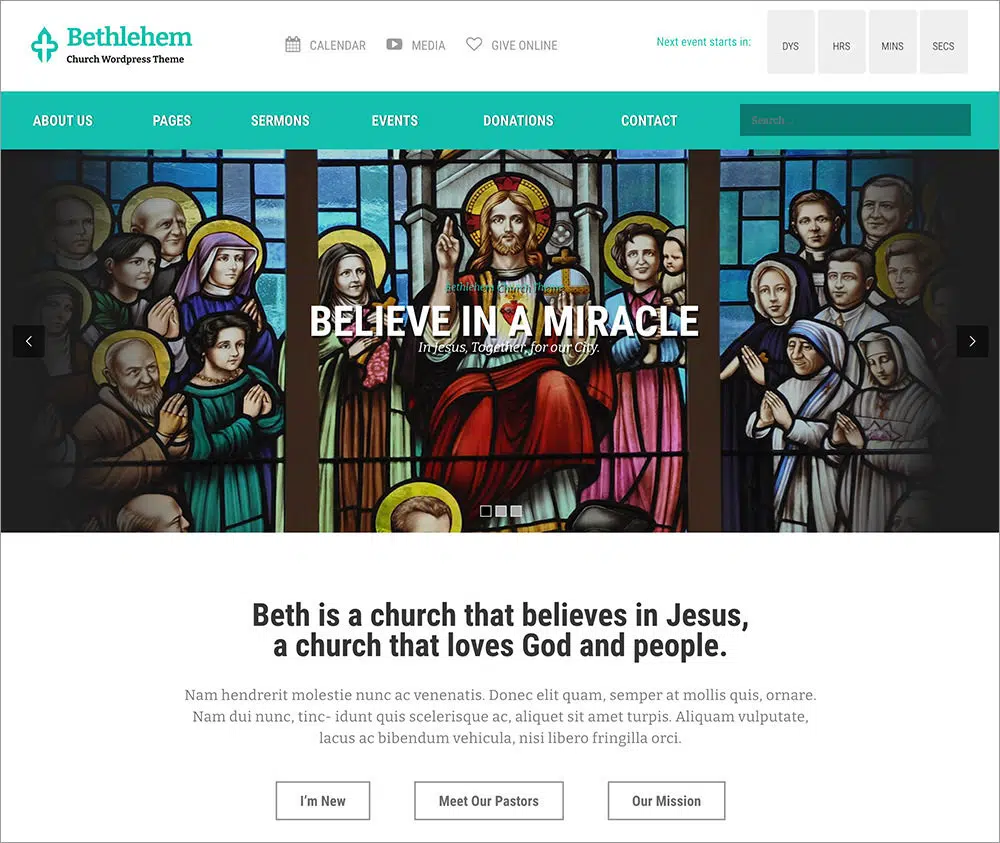 Bethlehem
Church Wordpress Theme
CALENDAR
MEDIA
GIVE ONLINE
Next event starts in:
DYS
HRS
MINS
SECS
ABOUT US
PAGES
SERMONS
EVENTS
DONATIONS
CONTACT
Search ...
Bethlehem Church Theme
BELIEVE IN A MIRACLE
In Jesus, Together, for our City.
Beth is a church that believes in Jesus,
a church that loves God and people.
Nam hendrerit molestie nunc ac venenatis. Donec elit quam, semper at mollis quis, ornare.
Nam dui nunc, tinc- idunt quis scelerisque ac, aliquet sit amet turpis. Aliquam vulputate,
lacus ac bibendum vehicula, nisi libero fringilla orci.
I'm New
Meet Our Pastors
Our Mission